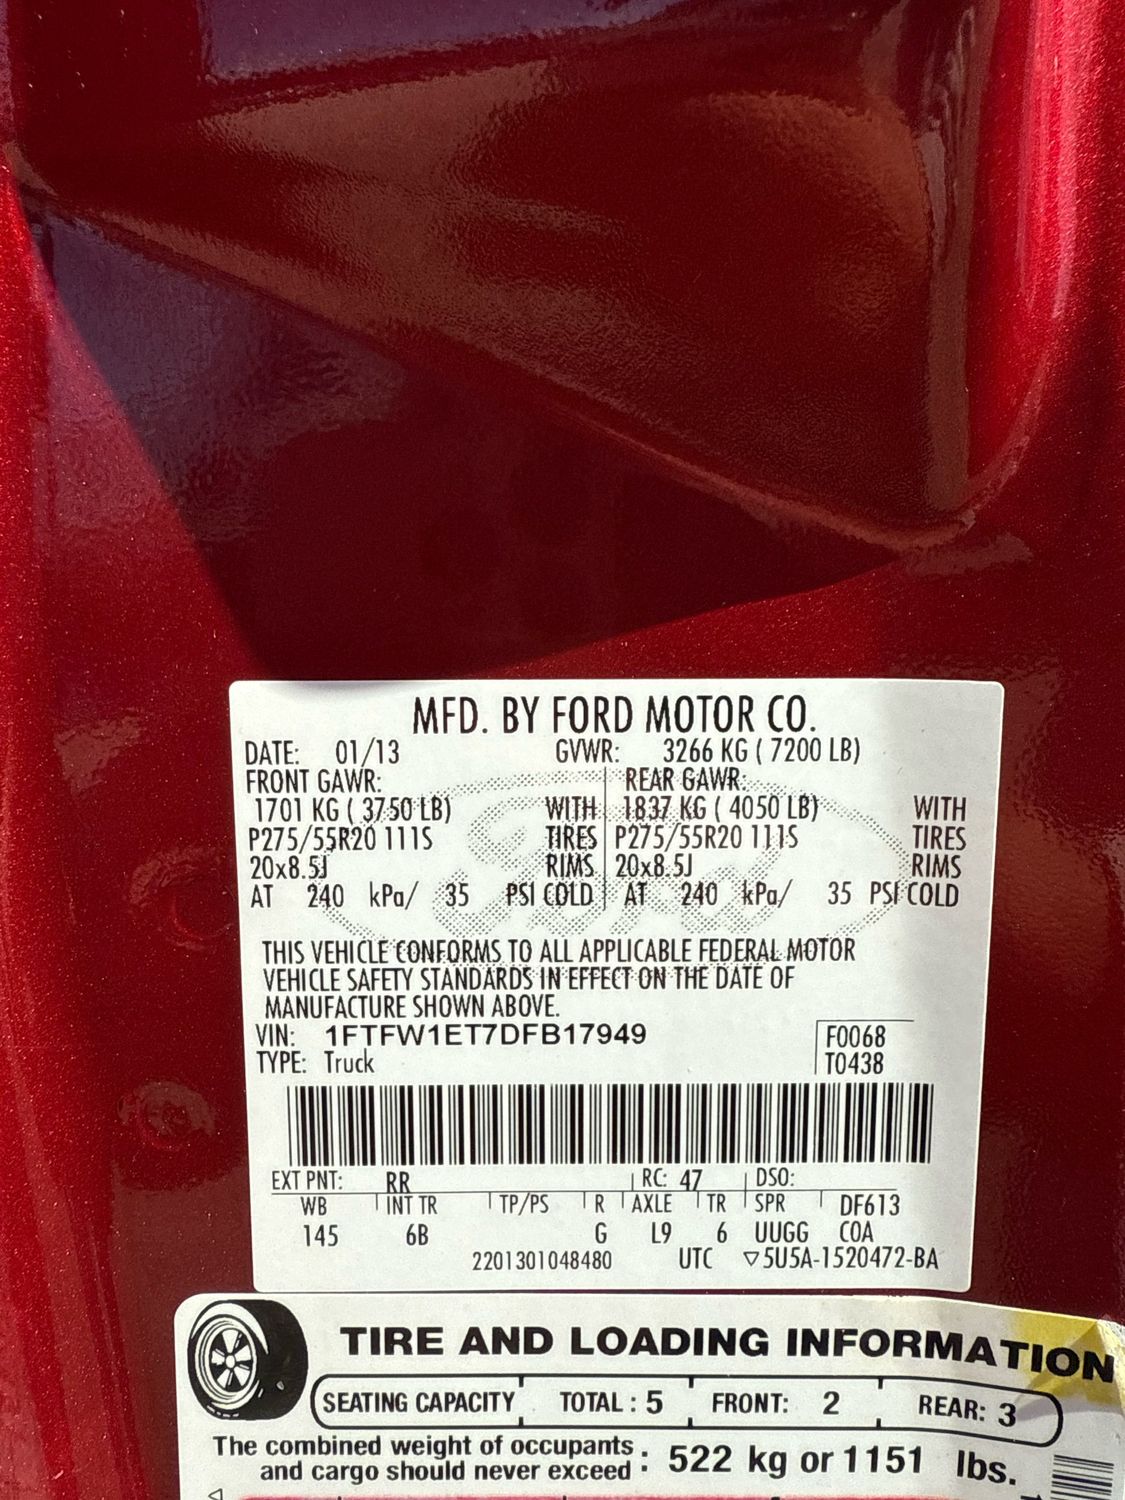 MFD. BY FORD MOTOR CO.
DATE: 01/13 GVWR: 3266 KG ( 7200 LB)
FRONT GAWR: REAR GAWR:
1701 KG ( 3750 LB) WITH 1837 KG ( 4050 LB) WITH
P275/55R20 111S TIRES P275/55R20 111S TIRES
20x8.5J RIMS 20x8.5J RIMS
AT 240 kPa/ 35 PSI COLD AT 240 kPa/ 35 PSI COLD
Ford
THIS VEHICLE CONFORMS TO ALL APPLICABLE FEDERAL MOTOR
VEHICLE SAFETY STANDARDS IN EFFECT ON THE DATE OF
MANUFACTURE SHOWN ABOVE.
VIN: 1FTFW1ET7DFB17949 F0068
TYPE: Truck T0438
EXT PNT: RR RC: 47 DSO:
WB INT TR TP/PS R AXLE TR SPR DF613
145 6B G L9 6 UUGG COA
2201301048480 UTC ▽5U5A-1520472-BA
TIRE AND LOADING INFORMATION
SEATING CAPACITY TOTAL : 5 FRONT: 2 REAR: 3
The combined weight of occupants
and cargo should never exceed : 522 kg or 1151 lbs.